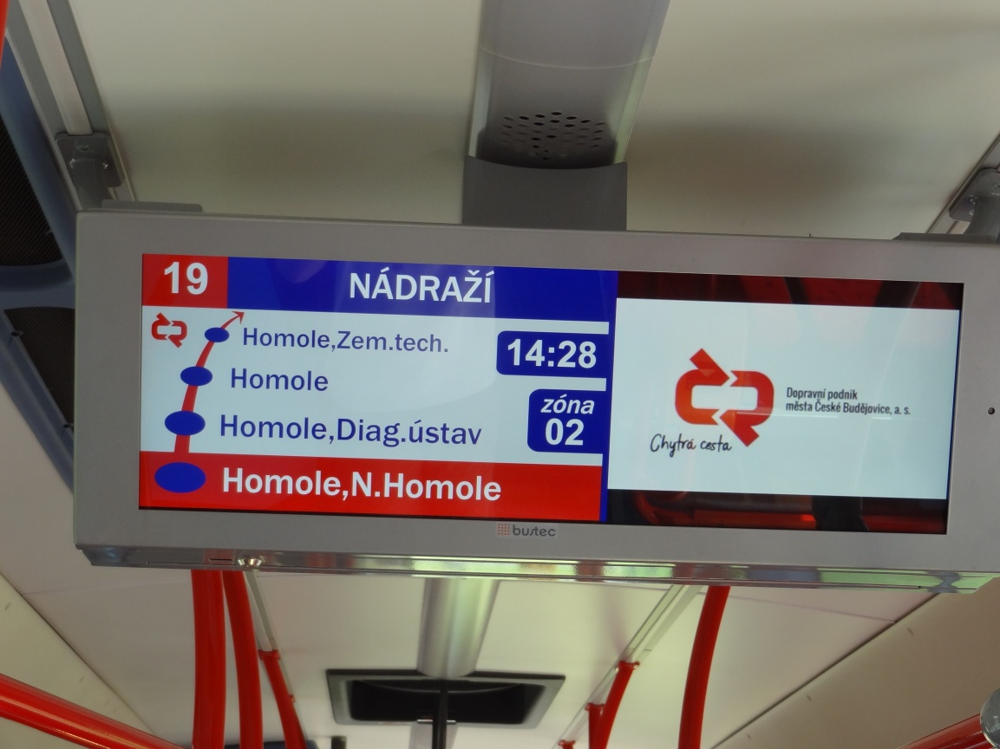 19 NÁDRAŽÍ
Homole,Zem.tech.
14:28
Homole
zóna
02
Homole,Diag.ústav
Homole,N.Homole
Dopravní podnik
města České Budějovice, a. s.
Chytrá cesta
bustec